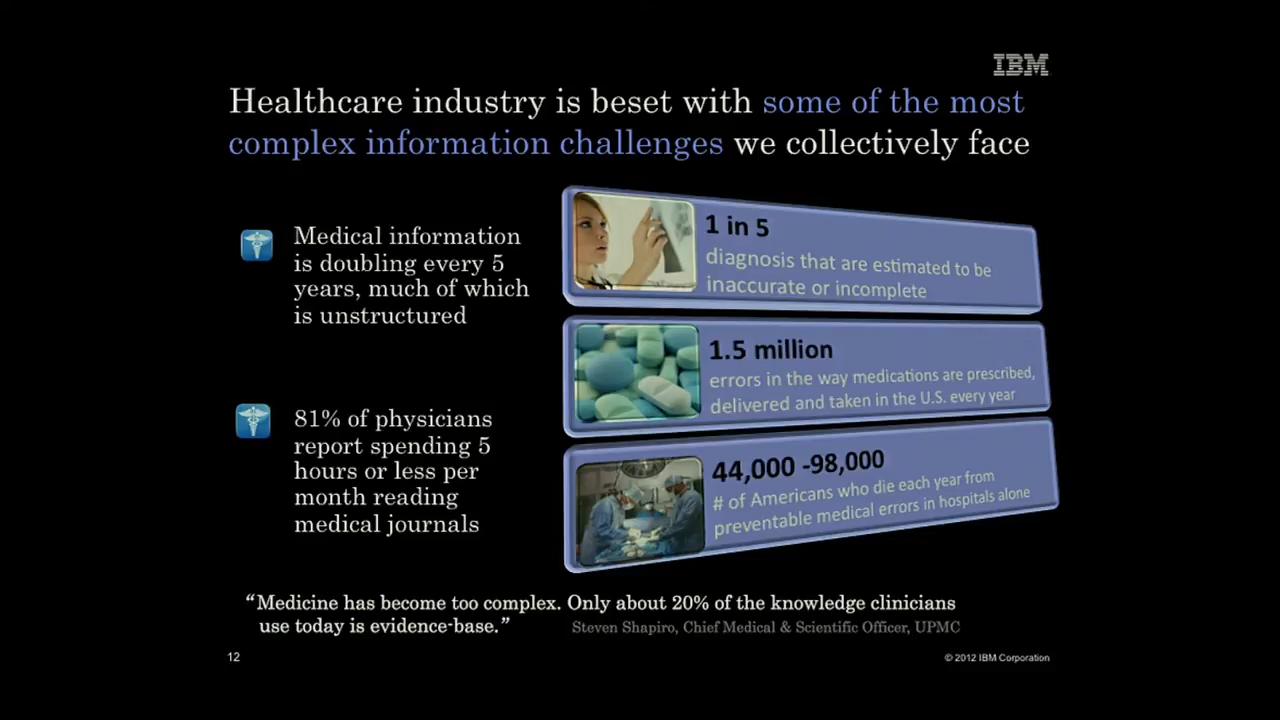 IBM
Healthcare industry is beset with some of the most
complex information challenges we collectively face
Medical information
is doubling every 5
years, much of which
is unstructured
81% of physicians
report spending 5
hours or less per
month reading
medical journals
1 in 5
diagnosis that are estimated to be
inaccurate or incomplete
1.5 million
errors in the way medications are prescribed,
delivered and taken in the U.S. every year
44,000 -98,000
# of Americans who die each year from
preventable medical errors in hospitals alone
“Medicine has become too complex. Only about 20% of the knowledge clinicians
use today is evidence-base.”
Steven Shapiro, Chief Medical & Scientific Officer, UPMC
12
© 2012 IBM Corporation